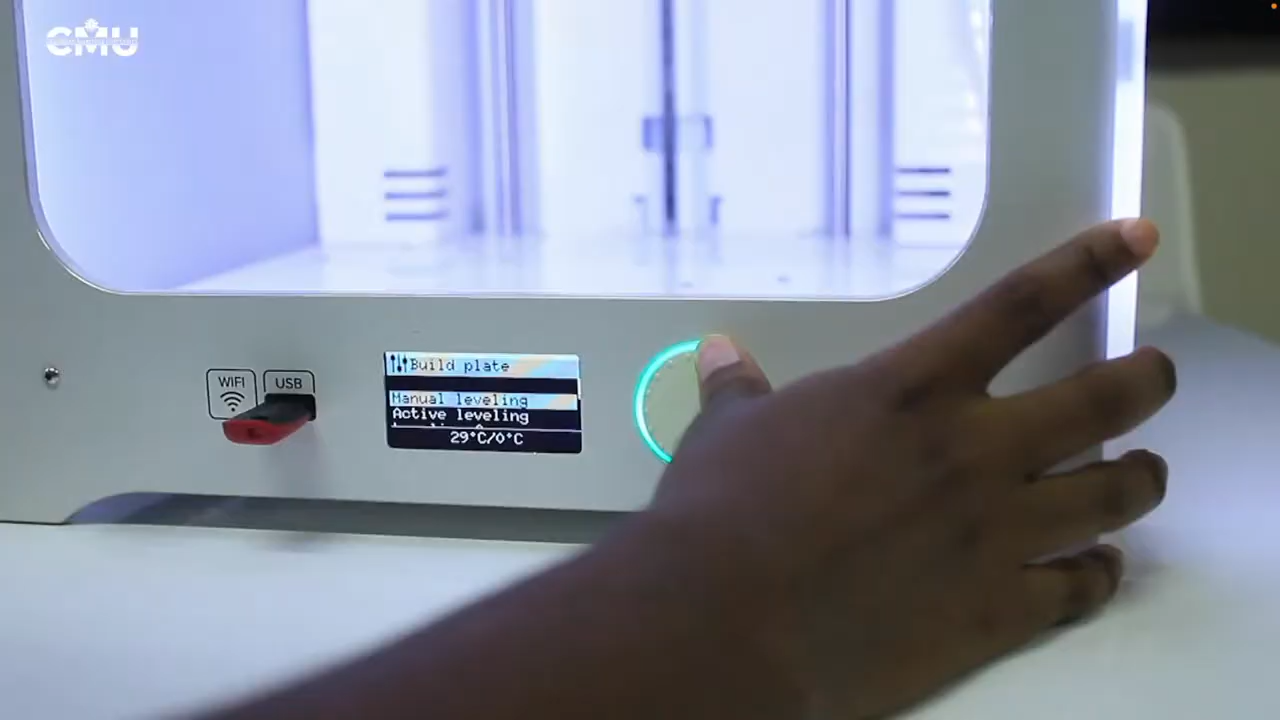 CMU
WIFI
USB
Build plate
Manual leveling
Active leveling
29°C/0°C